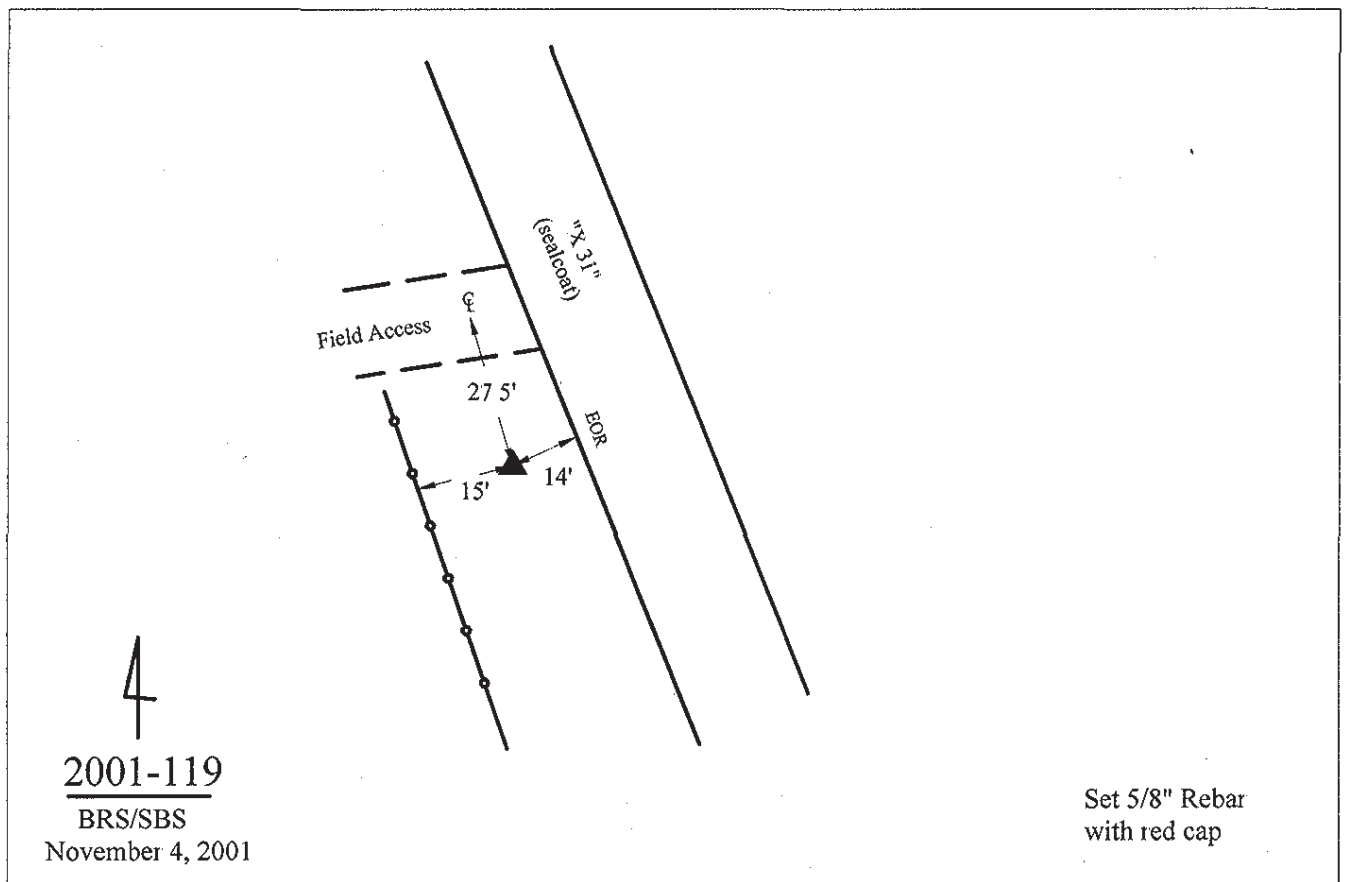 "X 31"
(sealcoat)
℄
Field Access
27 5'
EOR
15'
14'
2001-119
BRS/SBS
November 4, 2001
Set 5/8" Rebar
with red cap